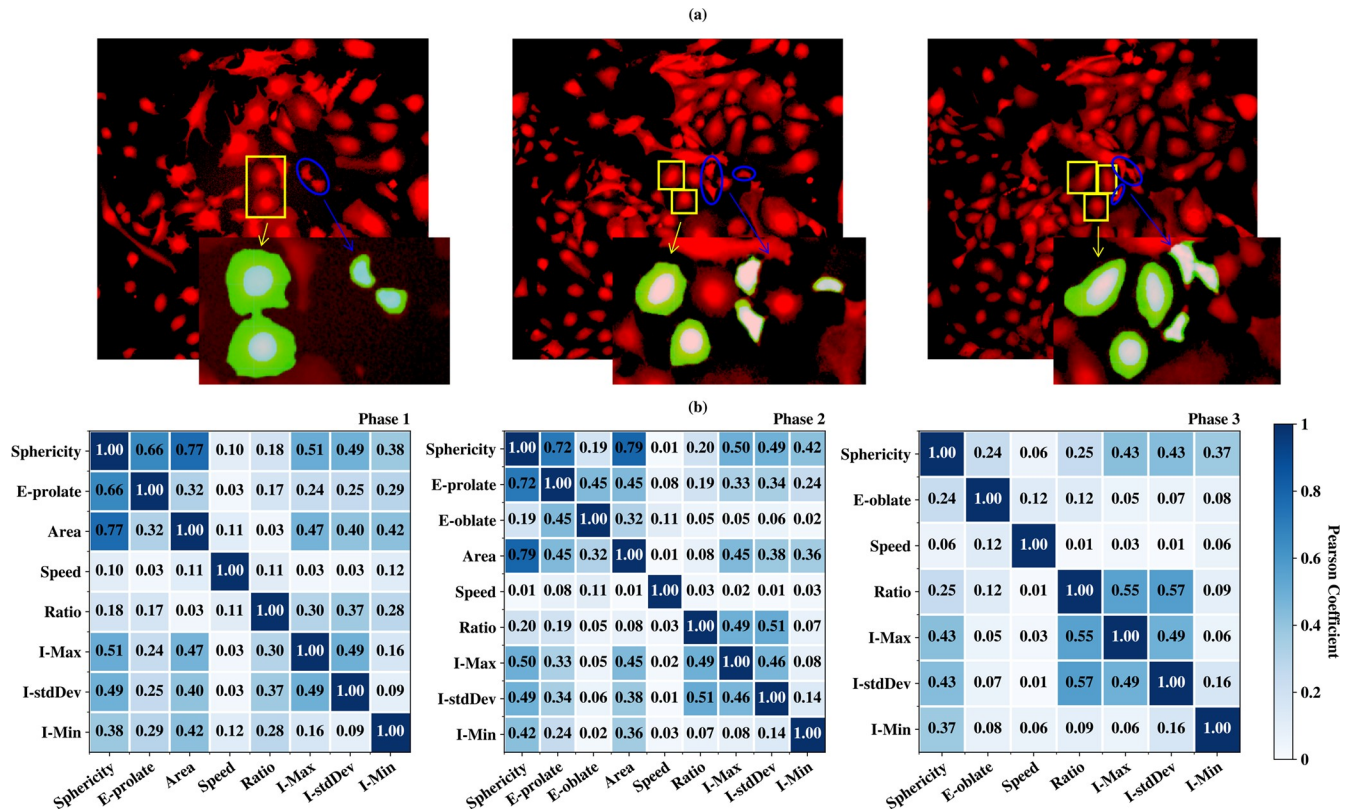 (a)
(b)
Phase 1
Sphericity 1.00 0.66 0.77 0.10 0.18 0.51 0.49 0.38
E-prolate 0.66 1.00 0.32 0.03 0.17 0.24 0.25 0.29
Area 0.77 0.32 1.00 0.11 0.03 0.47 0.40 0.42
Speed 0.10 0.03 0.11 1.00 0.11 0.03 0.03 0.12
Ratio 0.18 0.17 0.03 0.11 1.00 0.30 0.37 0.28
I-Max 0.51 0.24 0.47 0.03 0.30 1.00 0.49 0.16
I-stdDev 0.49 0.25 0.40 0.03 0.37 0.49 1.00 0.09
I-Min 0.38 0.29 0.42 0.12 0.28 0.16 0.09 1.00
Sphericity E-prolate Area Speed Ratio I-Max I-stdDev I-Min
Phase 2
Sphericity 1.00 0.72 0.19 0.79 0.01 0.20 0.50 0.49 0.42
E-prolate 0.72 1.00 0.45 0.45 0.08 0.19 0.33 0.34 0.24
E-oblate 0.19 0.45 1.00 0.32 0.11 0.05 0.05 0.06 0.02
Area 0.79 0.45 0.32 1.00 0.01 0.08 0.45 0.38 0.36
Speed 0.01 0.08 0.11 0.01 1.00 0.03 0.02 0.01 0.03
Ratio 0.20 0.19 0.05 0.08 0.03 1.00 0.49 0.51 0.07
I-Max 0.50 0.33 0.05 0.45 0.02 0.49 1.00 0.46 0.08
I-stdDev 0.49 0.34 0.06 0.38 0.01 0.51 0.46 1.00 0.14
I-Min 0.42 0.24 0.02 0.36 0.03 0.07 0.08 0.14 1.00
Sphericity E-prolate E-oblate Area Speed Ratio I-Max I-stdDev I-Min
Phase 3
Sphericity 1.00 0.24 0.06 0.25 0.43 0.43 0.37
E-oblate 0.24 1.00 0.12 0.12 0.05 0.07 0.08
Speed 0.06 0.12 1.00 0.01 0.03 0.01 0.06
Ratio 0.25 0.12 0.01 1.00 0.55 0.57 0.09
I-Max 0.43 0.05 0.03 0.55 1.00 0.49 0.06
I-stdDev 0.43 0.07 0.01 0.57 0.49 1.00 0.16
I-Min 0.37 0.08 0.06 0.09 0.06 0.16 1.00
Sphericity E-oblate Speed Ratio I-Max I-stdDev I-Min
1
0.8
0.6
0.4
0.2
0
Pearson Coefficient